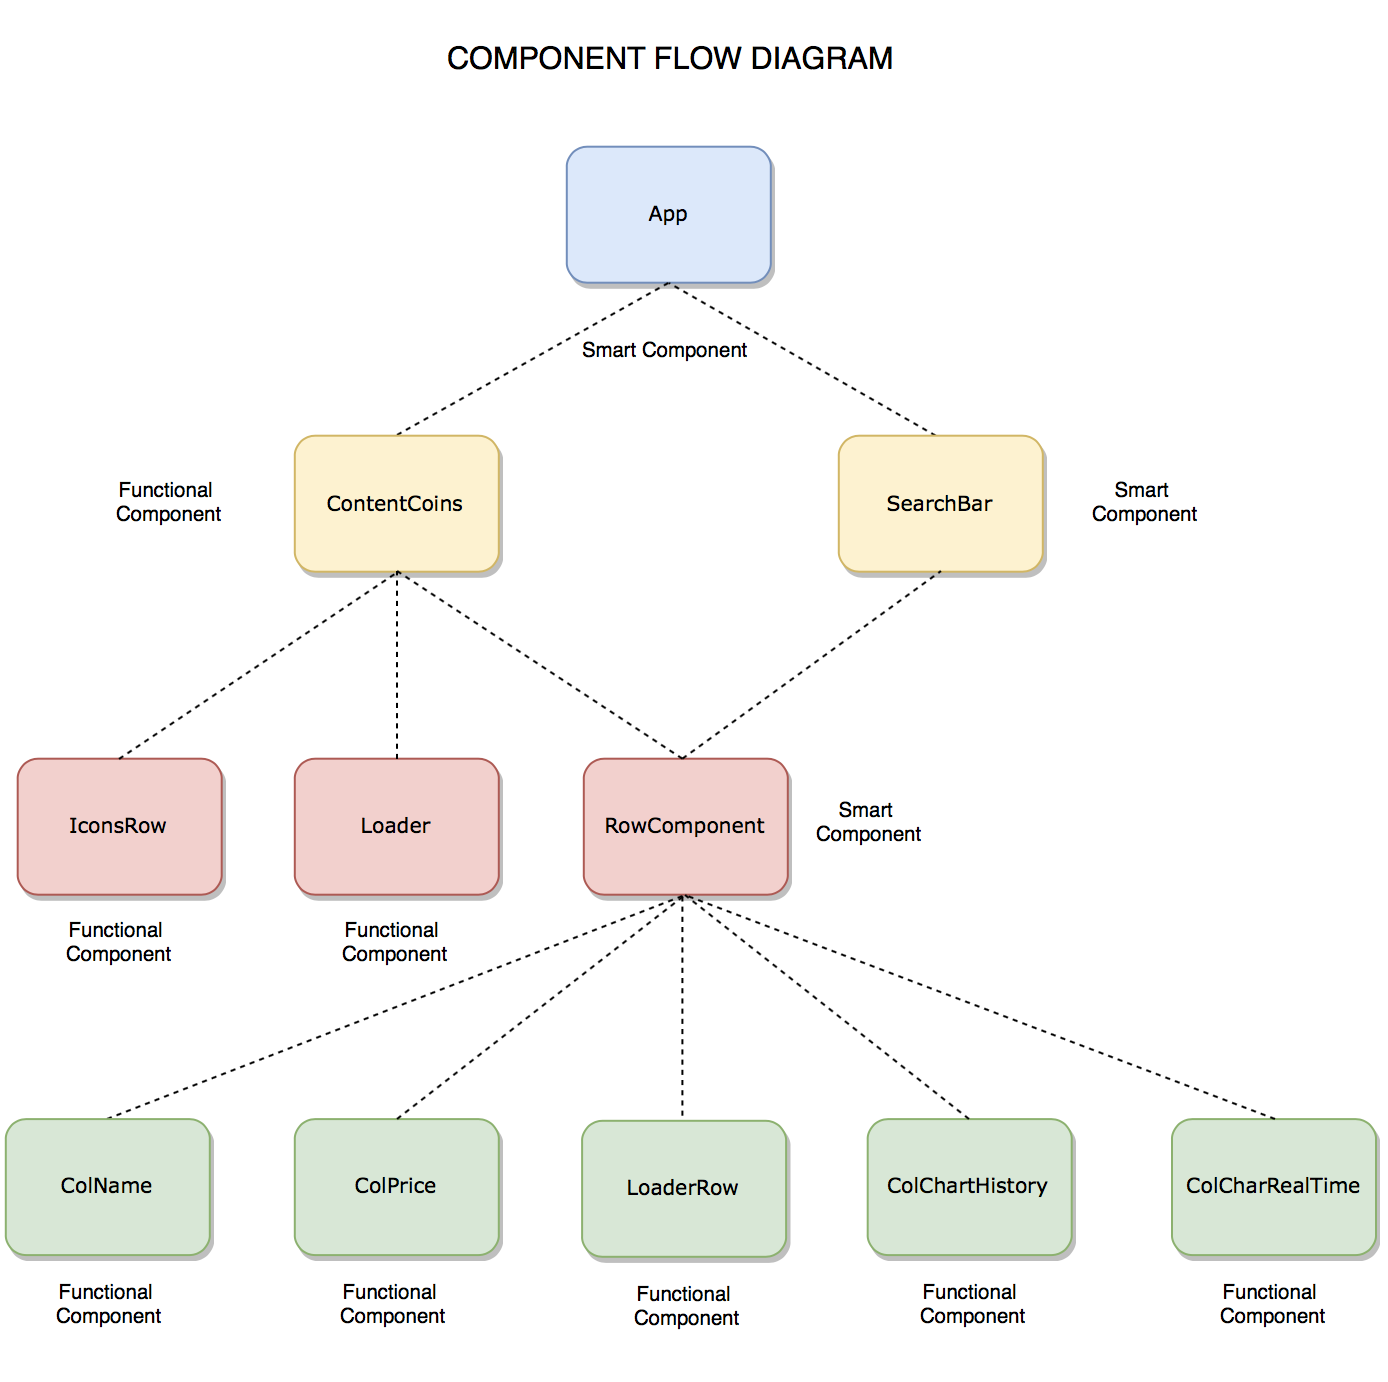 COMPONENT FLOW DIAGRAM
App
Smart Component
ContentCoins
SearchBar
Functional
Component
Smart
Component
IconsRow
Loader
RowComponent
Smart
Component
Functional
Component
Functional
Component
ColName
ColPrice
LoaderRow
ColChartHistory
ColCharRealTime
Functional
Component
Functional
Component
Functional
Component
Functional
Component
Functional
Component